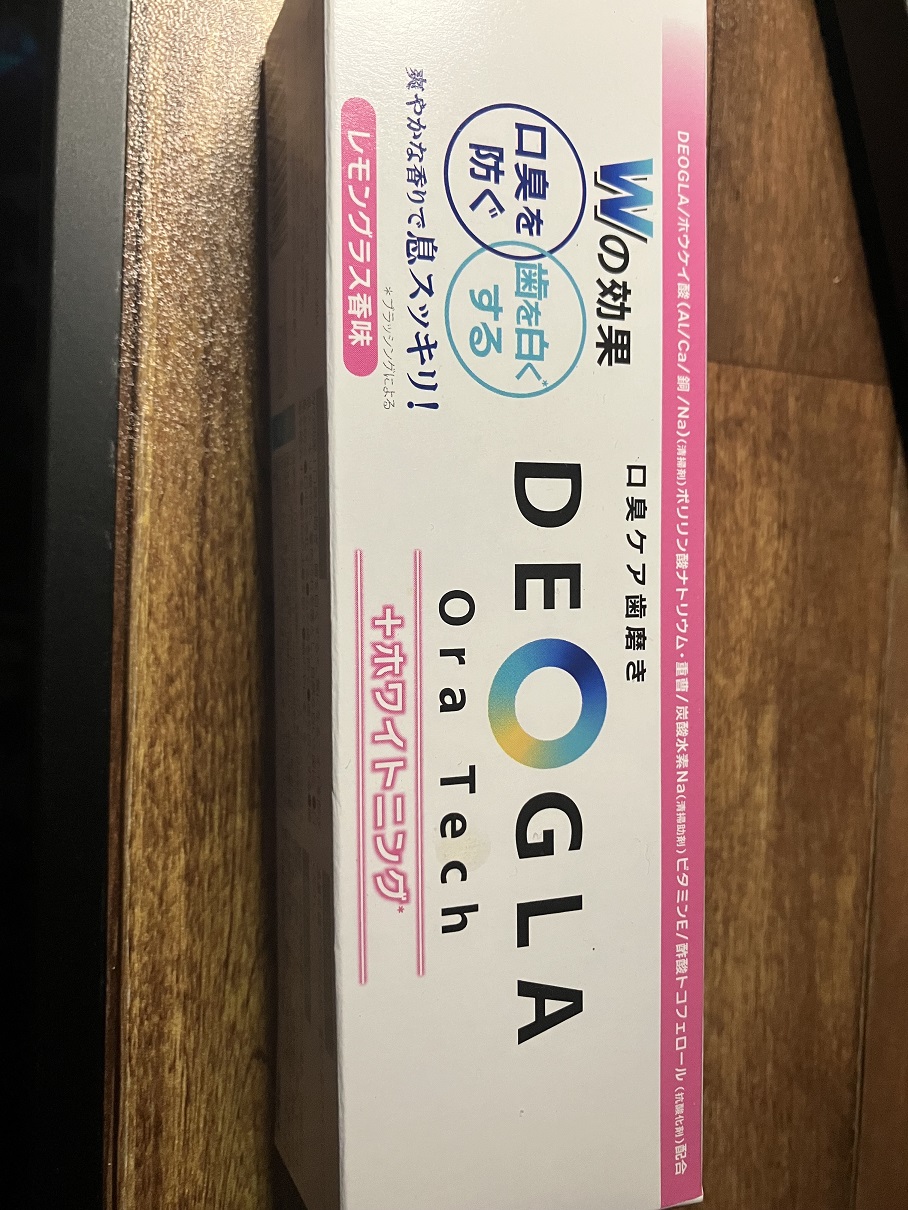 DEOGLA/ホウケイ酸(Al/Ca/銅/Na)(清掃剤)ポリリン酸ナトリウム・重曹/炭酸水素Na(清掃助剤)ビタミンE/酢酸トコフェロール(抗酸化剤)配合
Wの効果
口臭を
防ぐ
歯を白く*
する
爽やかな香りで息スッキリ!
*ブラッシングによる
レモングラス香味
口臭ケア歯磨き
DEOGLA
Ora Tech
+ホワイトニング*